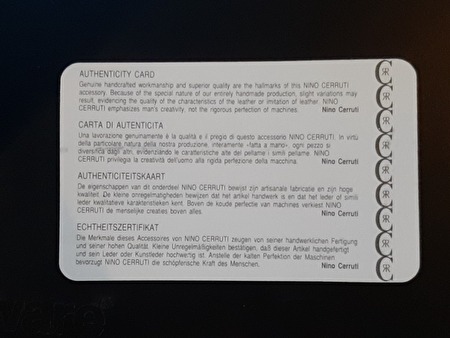 AUTHENTICITY CARD
Genuine handcrafted workmanship and superior quality are the hallmarks of this NINO CERRUTI
accessory. Because of the special nature of our entirely handmade production, slight variations may
result, evidencing the quality of the characteristics of the leather or imitation of leather. NINO
CERRUTI emphasizes man's creativity, not the rigorous perfection of machines. Nino Cerruti
CARTA DI AUTENTICITA
Una lavorazione genuinamente è la qualità e il pregio di questo accessorio NINO CERRUTI. In virtù
della particolare natura della nostra produzione, interamente «fatta a mano», ogni pezzo si
diversifica dagli altri, evidenziando le caratteristiche alte del pellame i simili pellame. NINO
CERRUTI privilegia la creatività dell'uomo alla rigida perfezione della macchina. Nino Cerruti
AUTHENTICITEITSKAART
De eigenschappen van dit onderdeel NINO CERRUTI bewijst zijn artisanale fabricatie en zijn hoge
kwaliteit. De kleine onregelmatigheden bewijzen dat het artikel handwerk is en dat het leder of simili
leder kwalitatieve karakteristieken kent. Boven de koude perfectie van machines verkiest NINO
CERRUTI de menselijke creaties boven alles. Nino Cerruti
ECHTHEITSZERTIFIKAT
Die Merkmale dieses Accessoires von NINO CERRUTI zeugen von seiner handwerklichen Fertigung
und seiner hohen Qualität. Kleine Unregelmäßigkeiten bestätigen, daß dieser Artikel handgefertigt
und sein Leder oder Kunstleder hochwertig ist. Anstelle der kalten Perfektion der Maschinen
bevorzugt NINO CERRUTI die schöpferische Kraft des Menschen. Nino Cerruti